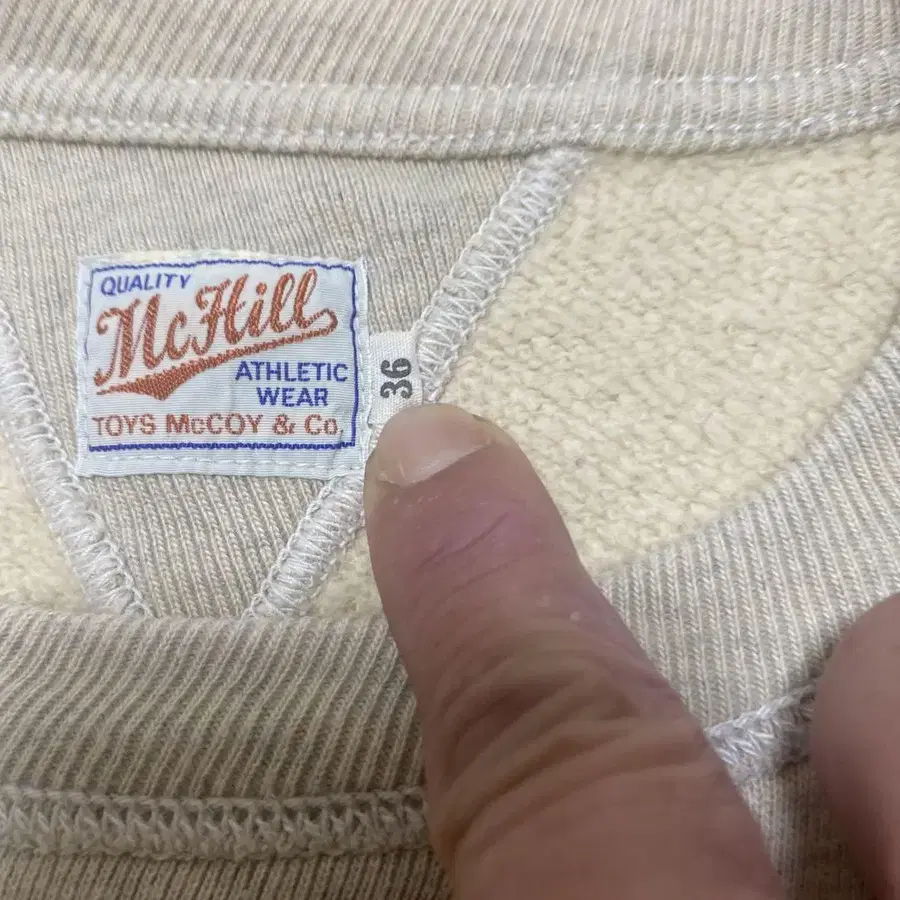 QUALITY
McHill
ATHLETIC
WEAR
TOYS McCOY & Co.
36